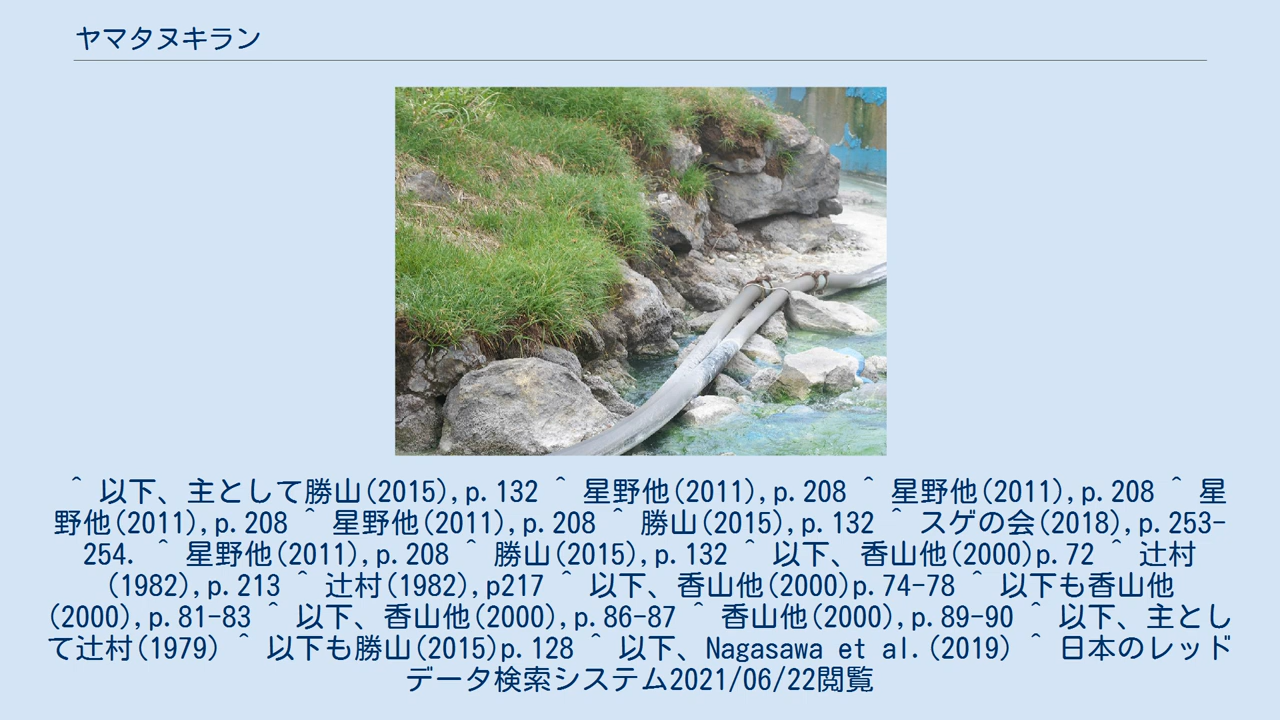 ヤマタヌキラン
^ 以下、主として勝山(2015),p.132 ^ 星野他(2011),p.208 ^ 星野他(2011),p.208 ^ 星
野他(2011),p.208 ^ 星野他(2011),p.208 ^ 勝山(2015),p.132 ^ スゲの会(2018),p.253-
254. ^ 星野他(2011),p.208 ^ 勝山(2015),p.132 ^ 以下、香山他(2000)p.72 ^ 辻村
(1982),p.213 ^ 辻村(1982),p217 ^ 以下、香山他(2000)p.74-78 ^ 以下も香山他
(2000),p.81-83 ^ 以下、香山他(2000),p.86-87 ^ 香山他(2000),p.89-90 ^ 以下、主とし
て辻村(1979) ^ 以下も勝山(2015)p.128 ^ 以下、Nagasawa et al.(2019) ^ 日本のレッド
データ検索システム2021/06/22閲覧